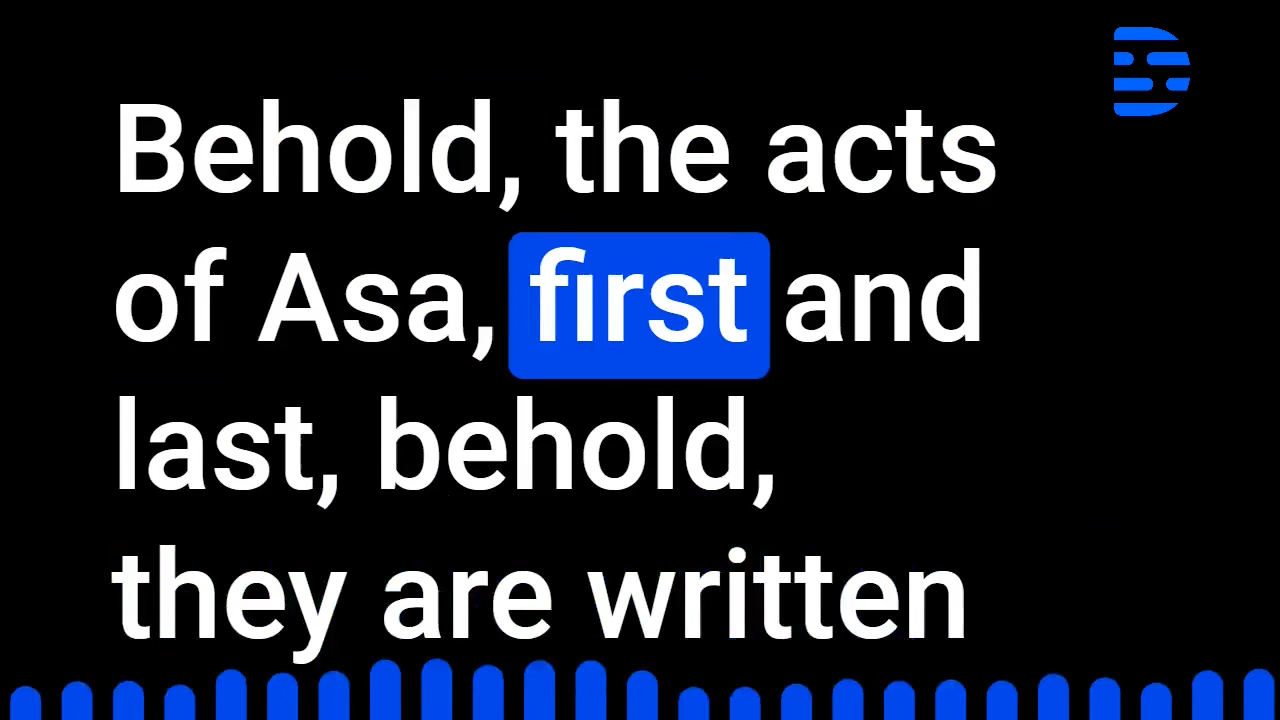 Behold, the acts
of Asa, first and
last, behold,
they are written